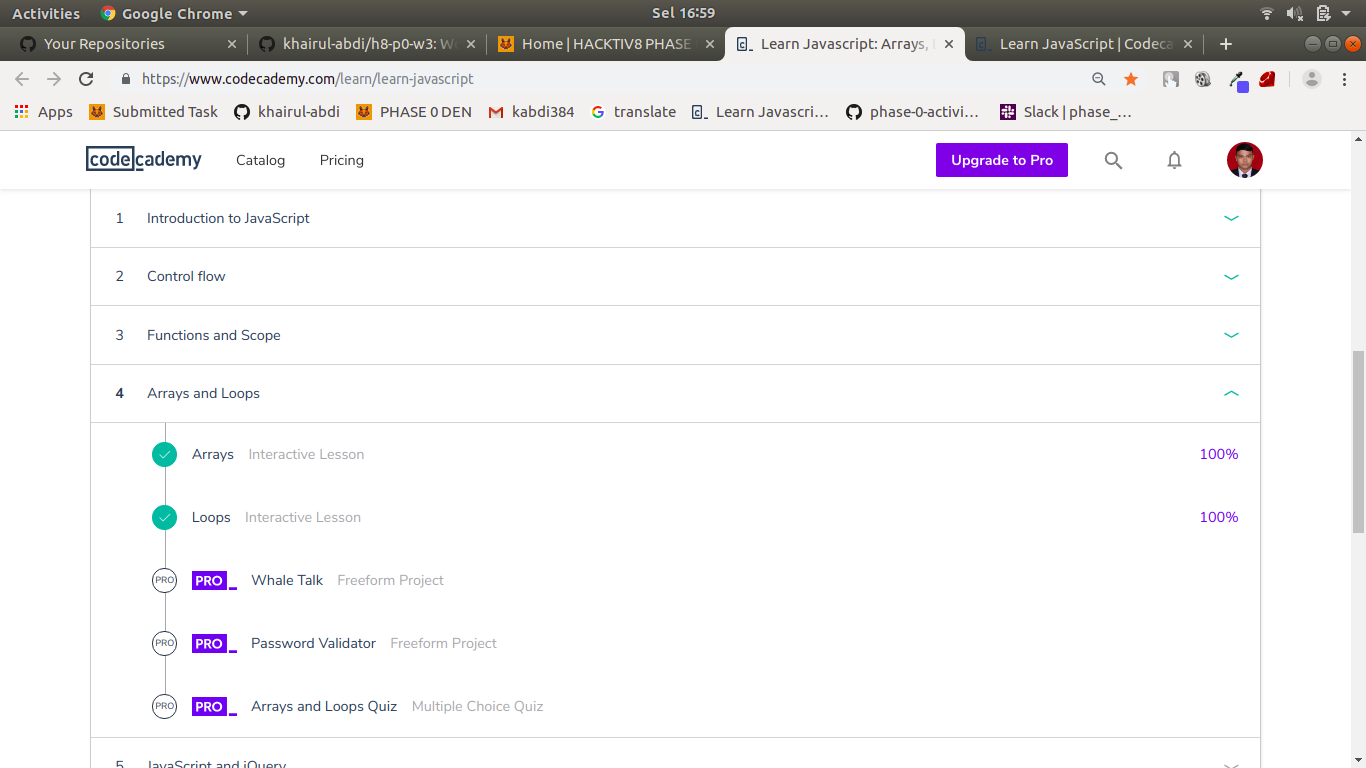 Activities Google Chrome Sel 16:59
Your Repositories khairul-abdi/h8-p0-w3: W Home | HACKTIV8 PHASE Learn Javascript: Arrays, Learn JavaScript | Codeca
https://www.codecademy.com/learn/learn-javascript
Apps Submitted Task khairul-abdi PHASE 0 DEN kabdi384 translate Learn Javascri... phase-0-activi... Slack | phase_...
codecademy Catalog Pricing Upgrade to Pro
1 Introduction to JavaScript
2 Control flow
3 Functions and Scope
4 Arrays and Loops
Arrays Interactive Lesson 100%
Loops Interactive Lesson 100%
PRO PRO_ Whale Talk Freeform Project
PRO PRO_ Password Validator Freeform Project
PRO PRO_ Arrays and Loops Quiz Multiple Choice Quiz
5 JavaScript and jQuery